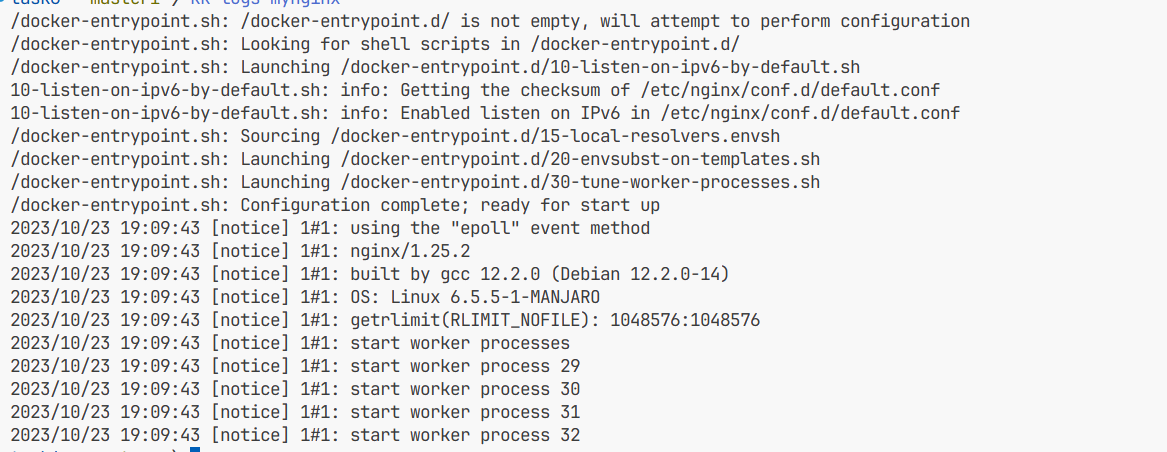 /docker-entrypoint.sh: /docker-entrypoint.d/ is not empty, will attempt to perform configuration
/docker-entrypoint.sh: Looking for shell scripts in /docker-entrypoint.d/
/docker-entrypoint.sh: Launching /docker-entrypoint.d/10-listen-on-ipv6-by-default.sh
10-listen-on-ipv6-by-default.sh: info: Getting the checksum of /etc/nginx/conf.d/default.conf
10-listen-on-ipv6-by-default.sh: info: Enabled listen on IPv6 in /etc/nginx/conf.d/default.conf
/docker-entrypoint.sh: Sourcing /docker-entrypoint.d/15-local-resolvers.envsh
/docker-entrypoint.sh: Launching /docker-entrypoint.d/20-envsubst-on-templates.sh
/docker-entrypoint.sh: Launching /docker-entrypoint.d/30-tune-worker-processes.sh
/docker-entrypoint.sh: Configuration complete; ready for start up
2023/10/23 19:09:43 [notice] 1#1: using the "epoll" event method
2023/10/23 19:09:43 [notice] 1#1: nginx/1.25.2
2023/10/23 19:09:43 [notice] 1#1: built by gcc 12.2.0 (Debian 12.2.0-14)
2023/10/23 19:09:43 [notice] 1#1: OS: Linux 6.5.5-1-MANJARO
2023/10/23 19:09:43 [notice] 1#1: getrlimit(RLIMIT_NOFILE): 1048576:1048576
2023/10/23 19:09:43 [notice] 1#1: start worker processes
2023/10/23 19:09:43 [notice] 1#1: start worker process 29
2023/10/23 19:09:43 [notice] 1#1: start worker process 30
2023/10/23 19:09:43 [notice] 1#1: start worker process 31
2023/10/23 19:09:43 [notice] 1#1: start worker process 32